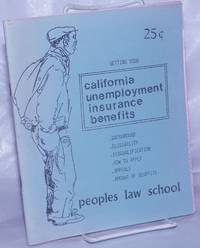 25¢
GETTING YOUR
california
unemployment
insurance
benefits
.BACKGROUND
.ELIGIBILITY
.DISQUALIFICATION
.HOW TO APPLY
.APPEALS
.AMOUNT OF BENEFITS
peoples law school